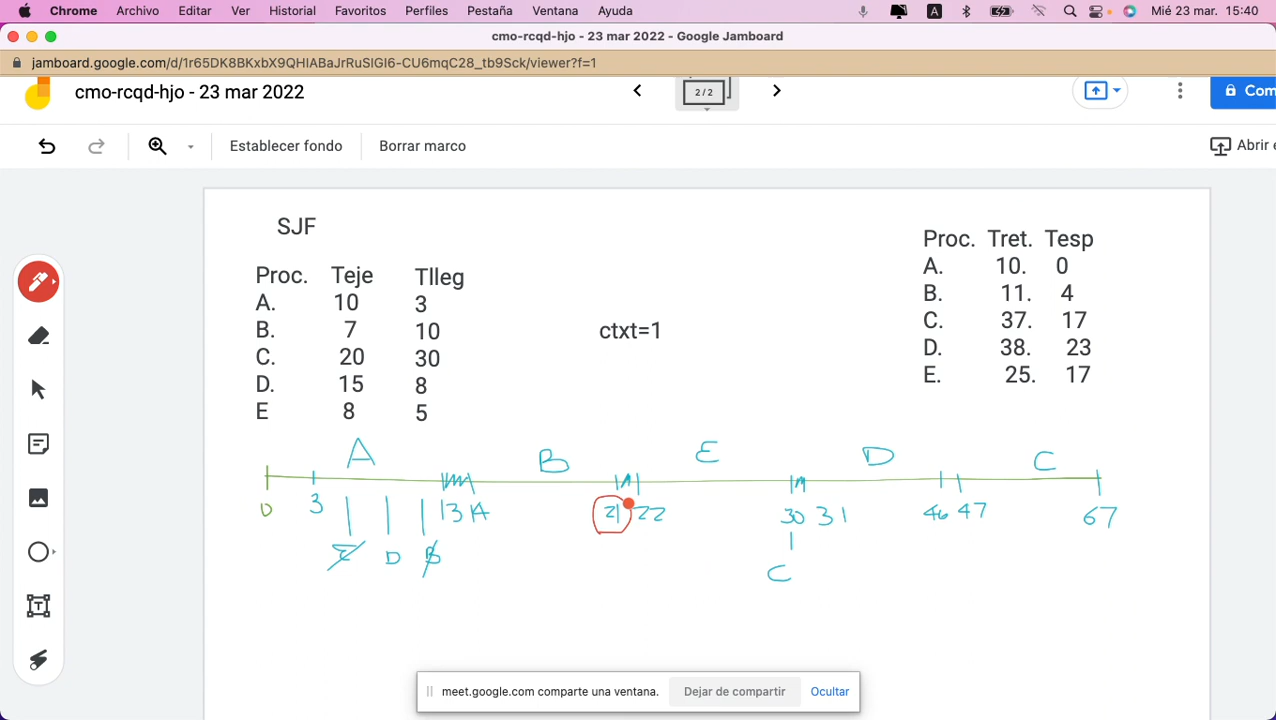 Chrome Archivo Editar Ver Historial Favoritos Perfiles Pestaña Ventana Ayuda A Mié 23 mar. 15:40
cmo-rcqd-hjo - 23 mar 2022 - Google Jamboard
jamboard.google.com/d/1r65DK8BKxbX9QHIABaJrRuSlGl6-CU6mqC28_tb9Sck/viewer?f=1
cmo-rcqd-hjo - 23 mar 2022 2/2 Com
Establecer fondo Borrar marco Abrir e
SJF
Proc. Teje Tlleg
A. 10 3
B. 7 10
C. 20 30
D. 15 8
E 8 5
ctxt=1
Proc. Tret. Tesp
A. 10. 0
B. 11. 4
C. 37. 17
D. 38. 23
E. 25. 17
A B E D C
0 3 13 14 21 22 30 31 46 47 67
E D B C
meet.google.com comparte una ventana. Dejar de compartir Ocultar